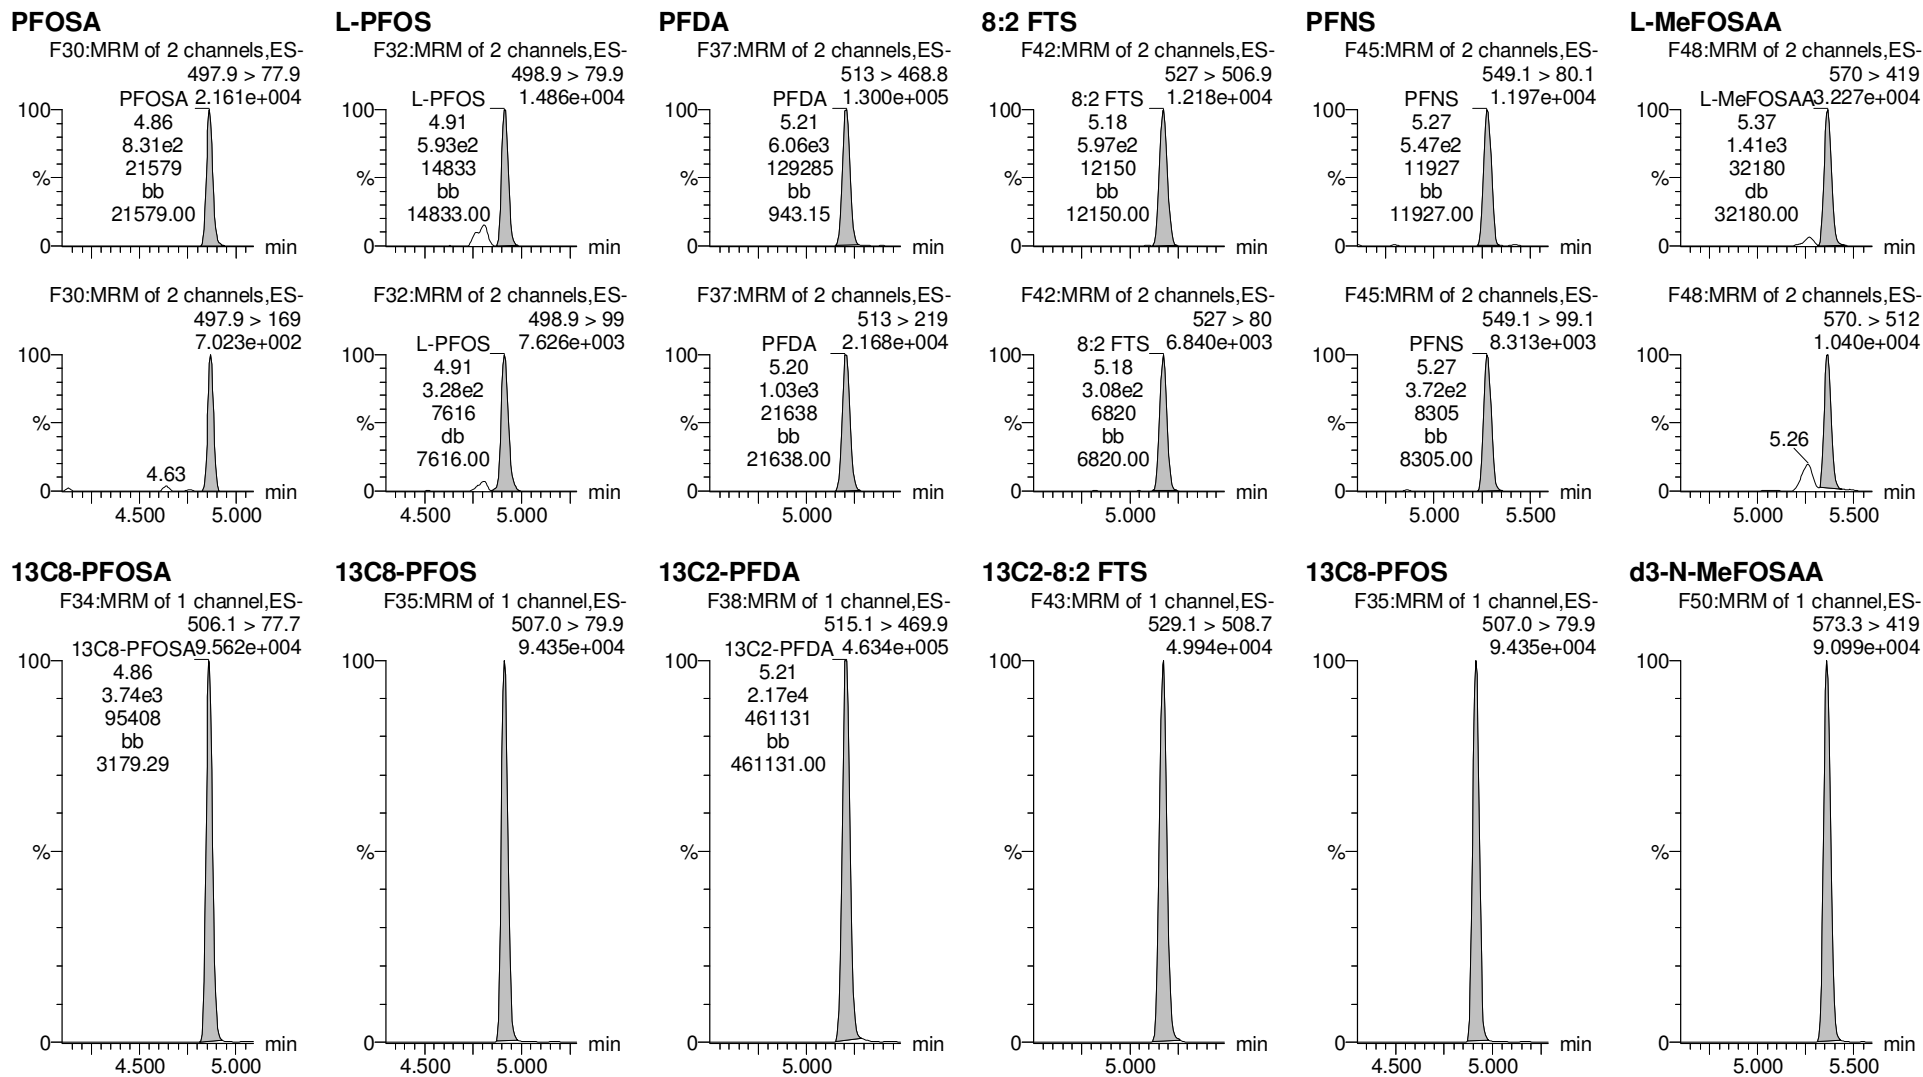 PFOSA
F30:MRM of 2 channels,ES-
497.9 > 77.9
2.161e+004
100
PFOSA
4.86
8.31e2
21579
bb
21579.00
%
0
min
F30:MRM of 2 channels,ES-
497.9 > 169
7.023e+002
100
%
4.63
0
min
4.500 5.000
L-PFOS
F32:MRM of 2 channels,ES-
498.9 > 79.9
1.486e+004
100
L-PFOS
4.91
5.93e2
14833
bb
14833.00
%
0
min
F32:MRM of 2 channels,ES-
498.9 > 99
7.626e+003
100
L-PFOS
4.91
3.28e2
7616
db
7616.00
%
0
min
4.500 5.000
PFDA
F37:MRM of 2 channels,ES-
513 > 468.8
1.300e+005
100
PFDA
5.21
6.06e3
129285
bb
943.15
%
0
min
F37:MRM of 2 channels,ES-
513 > 219
2.168e+004
100
PFDA
5.20
1.03e3
21638
bb
21638.00
%
0
min
5.000
8:2 FTS
F42:MRM of 2 channels,ES-
527 > 506.9
1.218e+004
100
8:2 FTS
5.18
5.97e2
12150
bb
12150.00
%
0
min
F42:MRM of 2 channels,ES-
527 > 80
6.840e+003
100
8:2 FTS
5.18
3.08e2
6820
bb
6820.00
%
0
min
5.000
PFNS
F45:MRM of 2 channels,ES-
549.1 > 80.1
1.197e+004
100
PFNS
5.27
5.47e2
11927
bb
11927.00
%
0
min
F45:MRM of 2 channels,ES-
549.1 > 99.1
8.313e+003
100
PFNS
5.27
3.72e2
8305
bb
8305.00
%
0
min
5.000 5.500
L-MeFOSAA
F48:MRM of 2 channels,ES-
570 > 419
3.227e+004
100
L-MeFOSAA
5.37
1.41e3
32180
db
32180.00
%
0
min
F48:MRM of 2 channels,ES-
570. > 512
1.040e+004
100
%
5.26
0
min
5.000 5.500
13C8-PFOSA
F34:MRM of 1 channel,ES-
506.1 > 77.7
9.562e+004
100
13C8-PFOSA
4.86
3.74e3
95408
bb
3179.29
%
0
min
4.500 5.000
13C8-PFOS
F35:MRM of 1 channel,ES-
507.0 > 79.9
9.435e+004
100
%
0
min
4.500 5.000
13C2-PFDA
F38:MRM of 1 channel,ES-
515.1 > 469.9
4.634e+005
100
13C2-PFDA
5.21
2.17e4
461131
bb
461131.00
%
0
min
5.000
13C2-8:2 FTS
F43:MRM of 1 channel,ES-
529.1 > 508.7
4.994e+004
100
%
0
min
5.000
13C8-PFOS
F35:MRM of 1 channel,ES-
507.0 > 79.9
9.435e+004
100
%
0
min
4.500 5.000
d3-N-MeFOSAA
F50:MRM of 1 channel,ES-
573.3 > 419
9.099e+004
100
%
0
min
5.000 5.500